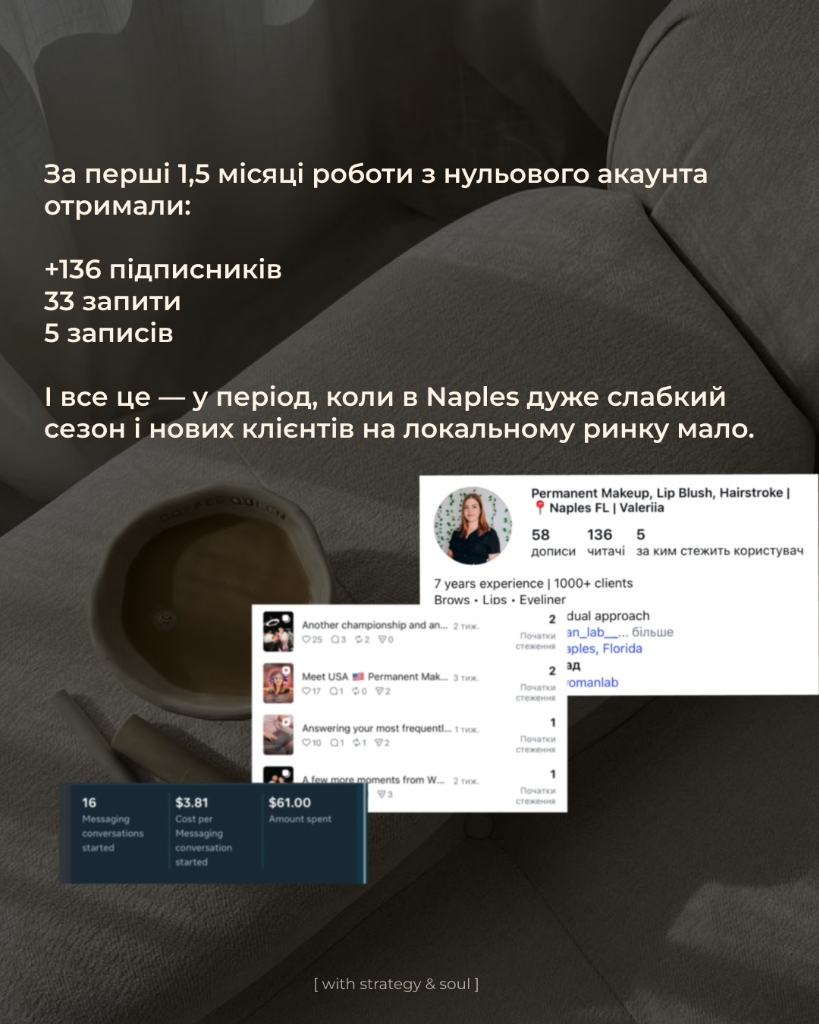 За перші 1,5 місяці роботи з нульового акаунта
отримали:
+136 підписників
33 запити
5 записів
І все це — у період, коли в Naples дуже слабкий
сезон і нових клієнтів на локальному ринку мало.
Permanent Makeup, Lip Blush, Hairstroke |
📍 Naples FL | Valeriia
58 136 5
дописи читачі за ким стежить користувач
7 years experience | 1000+ clients
Brows • Lips • Eyeliner
dual approach
an_lab__... більше
aples, Florida
ад
omanlab
Another championship and an... 2 тиж. 2
25 3 2 0 Початки
стеження
Meet USA 🇺🇸 Permanent Mak... 3 тиж. 2
17 1 0 2 Початки
стеження
Answering your most frequentl... 1 тиж. 1
10 1 1 2 Початки
стеження
A few more moments from W... 2 тиж. 1
3 Початки
стеження
16 $3.81 $61.00
Messaging Cost per Amount spent
conversations Messaging
started conversation
started
[ with strategy & soul ]